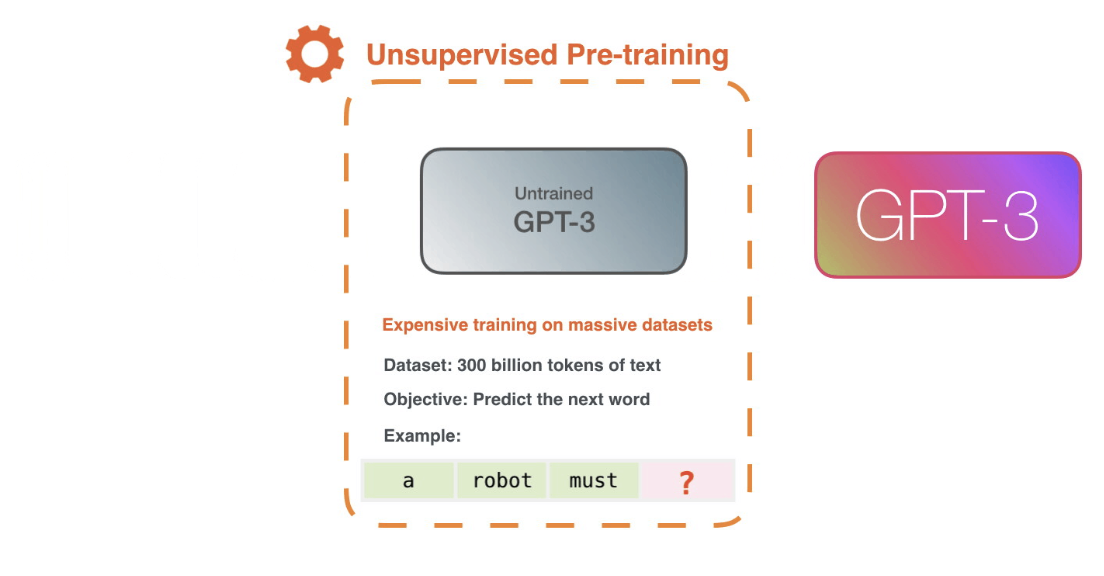 Unsupervised Pre-training
Untrained
GPT-3
GPT-3
Expensive training on massive datasets
Dataset: 300 billion tokens of text
Objective: Predict the next word
Example:
a robot must ?